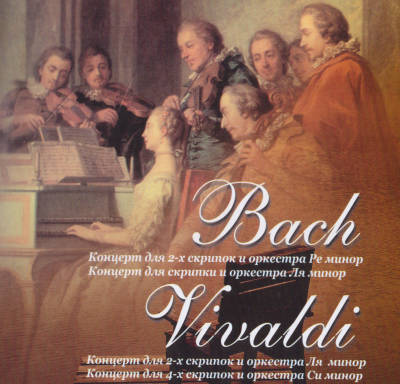 Bach
Концерт для 2-х скрипок и оркестра Ре минор
Концерт для скрипки и оркестра Ля минор
Vivaldi
Концерт для 2-х скрипок и оркестра Ля минор
Концерт для 4-х скрипок и оркестра Си минор